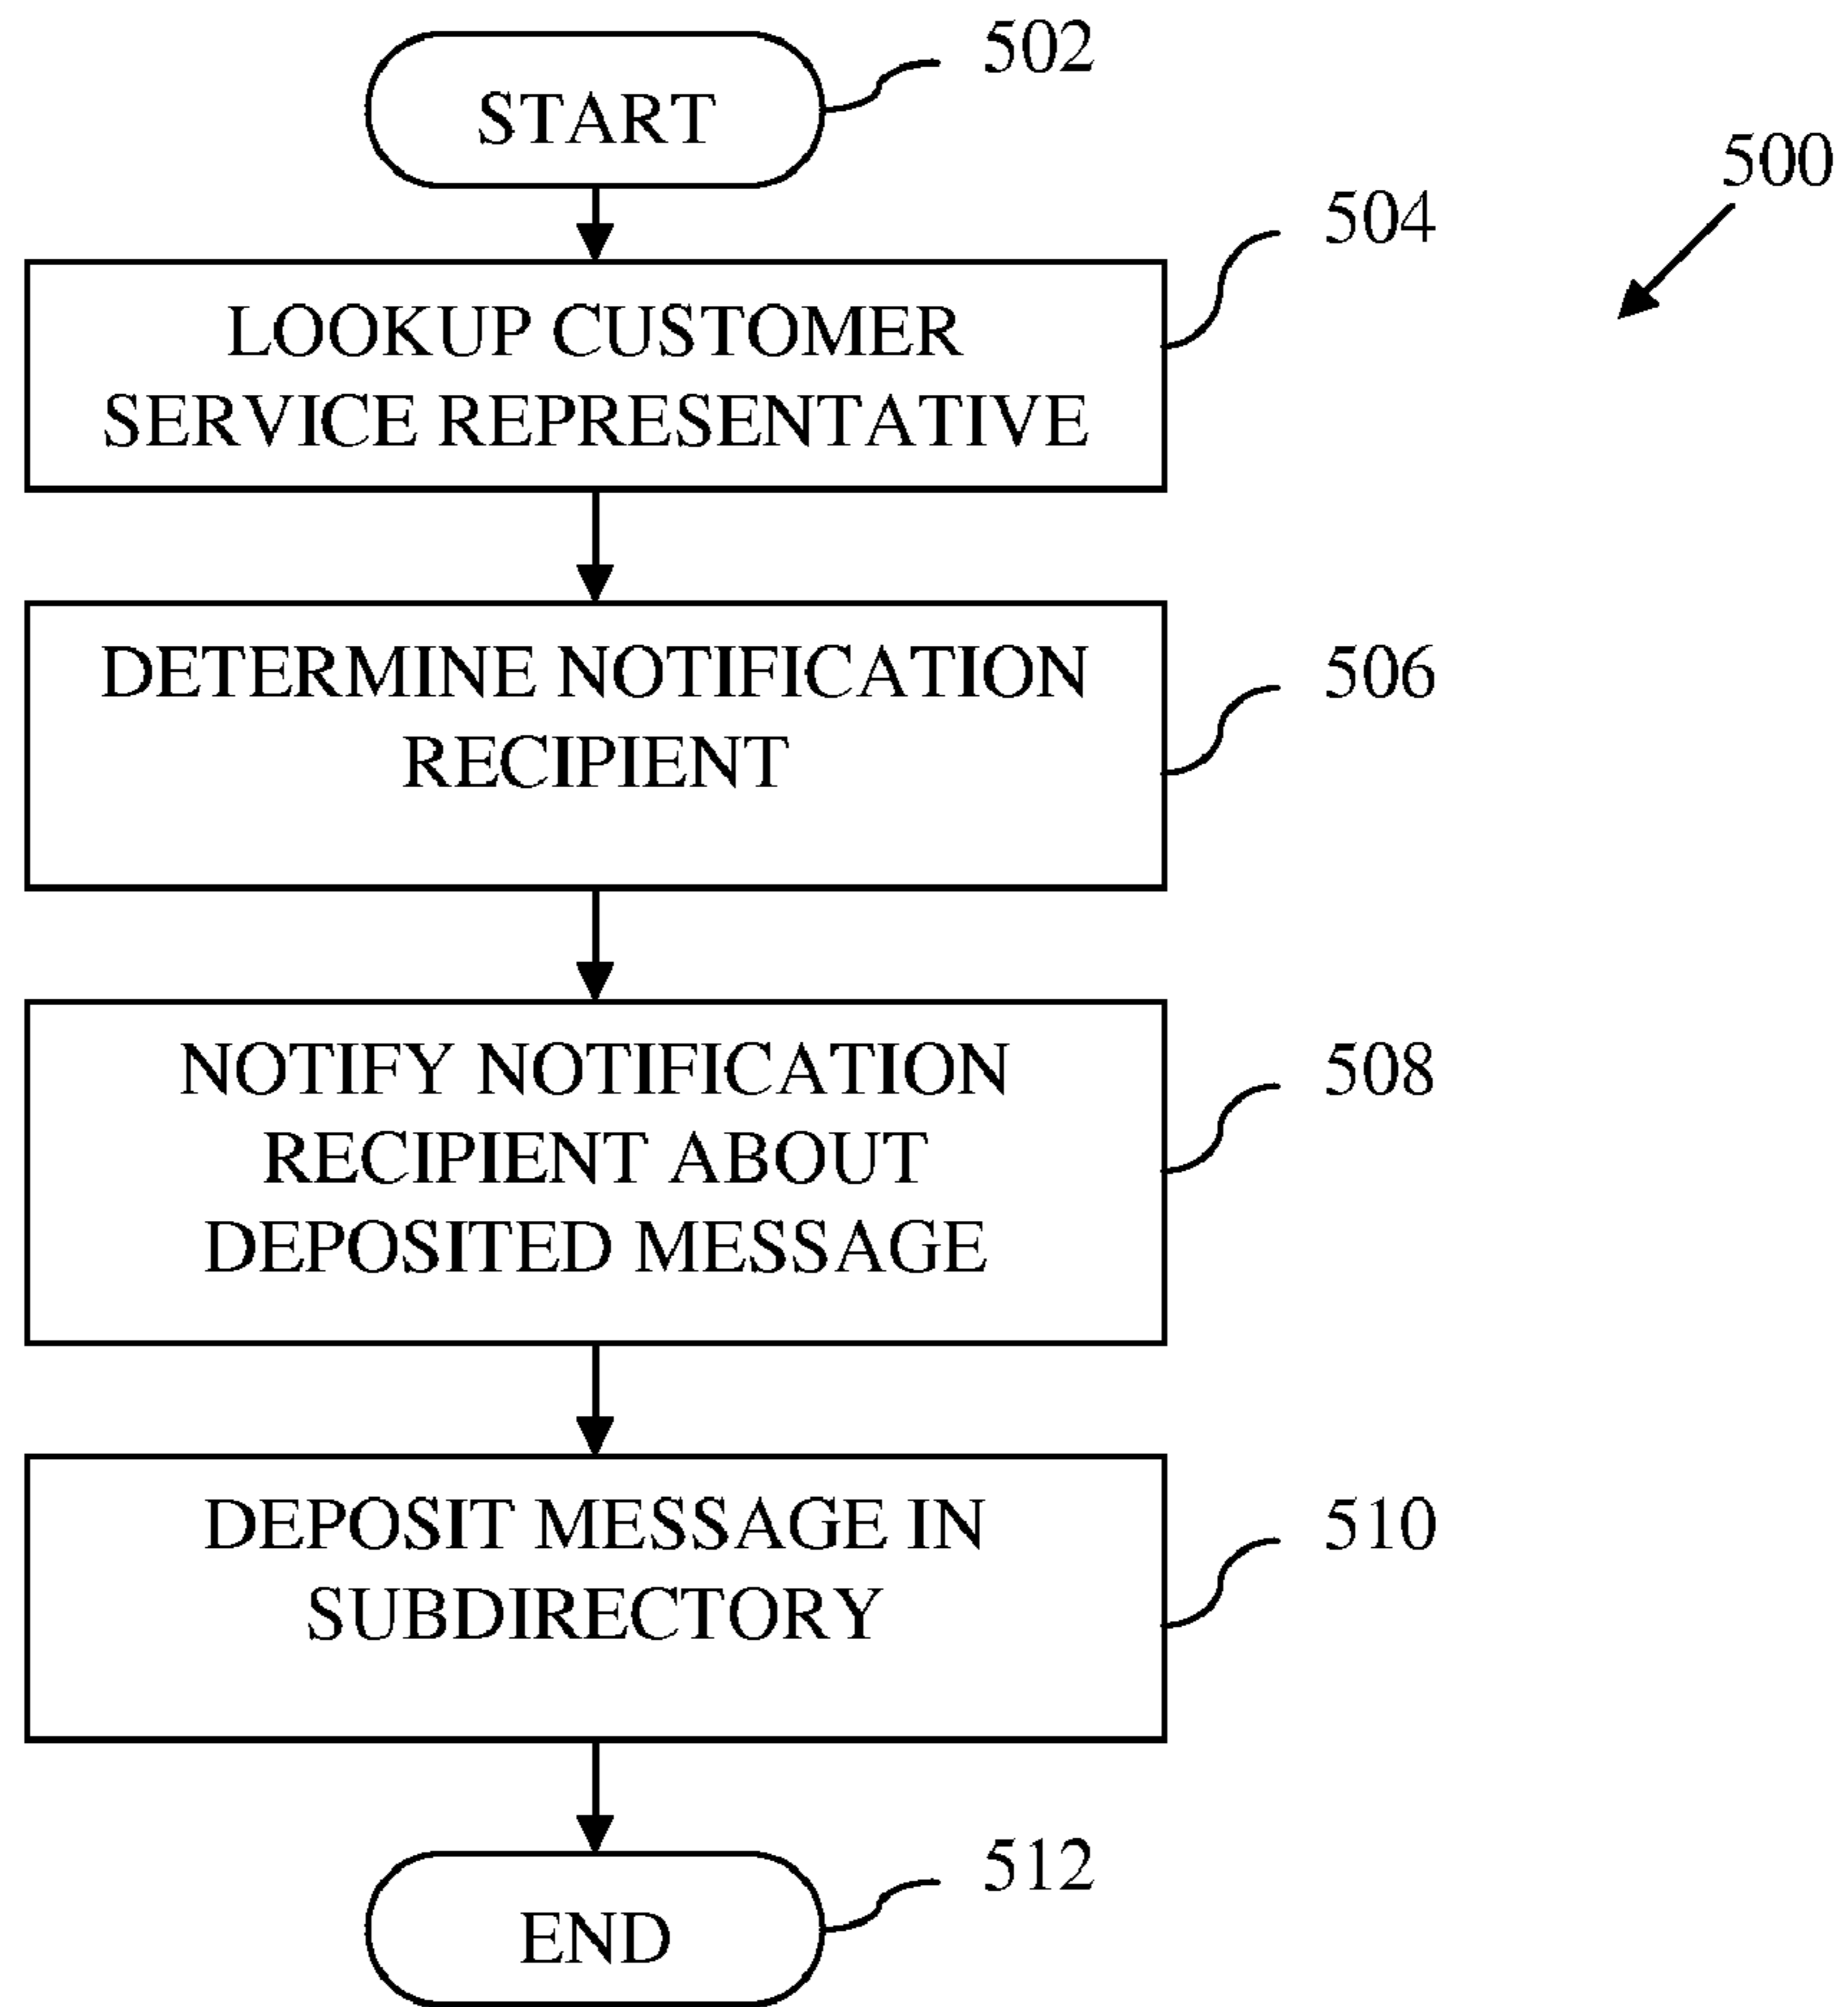 502
START
500
504
LOOKUP CUSTOMER
SERVICE REPRESENTATIVE
506
DETERMINE NOTIFICATION
RECIPIENT
508
NOTIFY NOTIFICATION
RECIPIENT ABOUT
DEPOSITED MESSAGE
510
DEPOSIT MESSAGE IN
SUBDIRECTORY
512
END